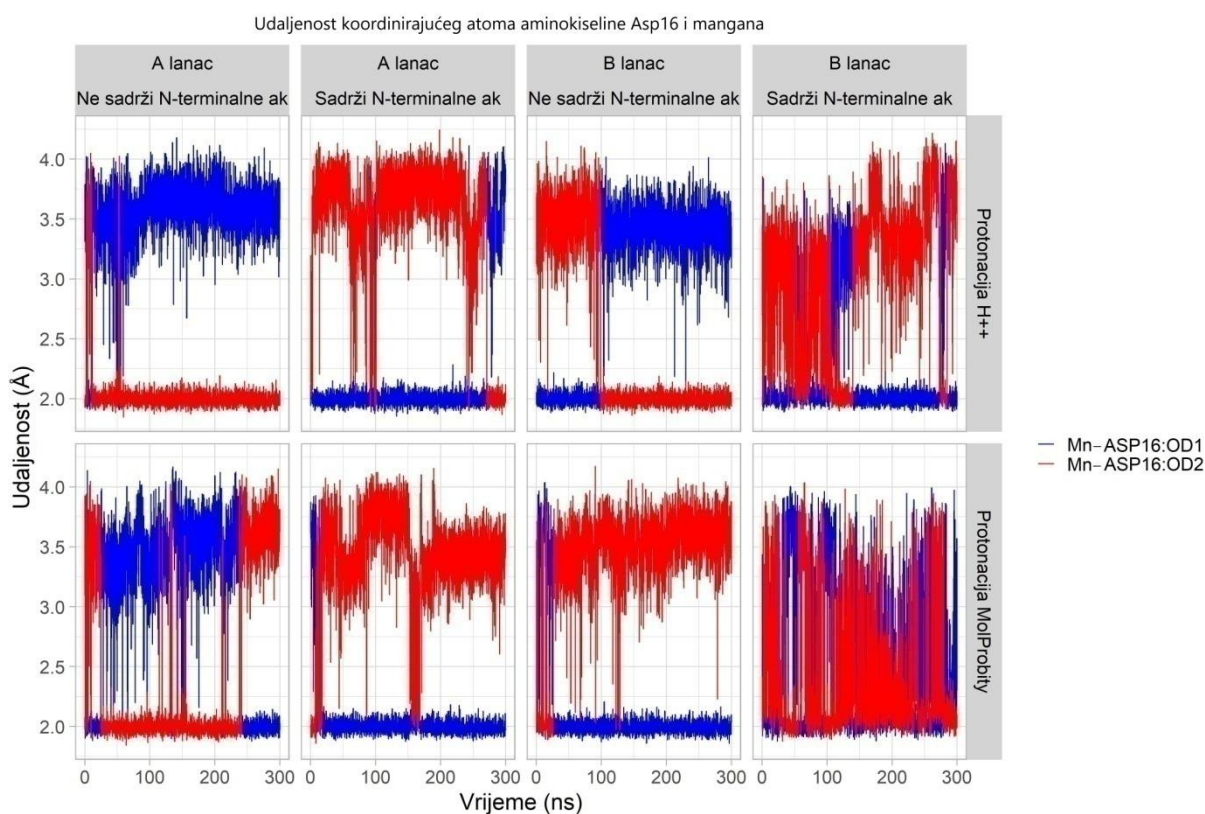 Udaljenost koordinirajućeg atoma aminokiseline Asp16 i mangana
A lanac
A lanac
B lanac
B lanac
Ne sadrži N-terminalne ak
Sadrži N-terminalne ak
Ne sadrži N-terminalne ak
Sadrži N-terminalne ak
Udaljenost (Å)
4.0
3.5
3.0
2.5
2.0
Protonacija H++
4.0
3.5
3.0
2.5
2.0
Protonacija MolProbity
Mn−ASP16:OD1
Mn−ASP16:OD2
0 100 200 300
0 100 200 300
0 100 200 300
0 100 200 300
Vrijeme (ns)